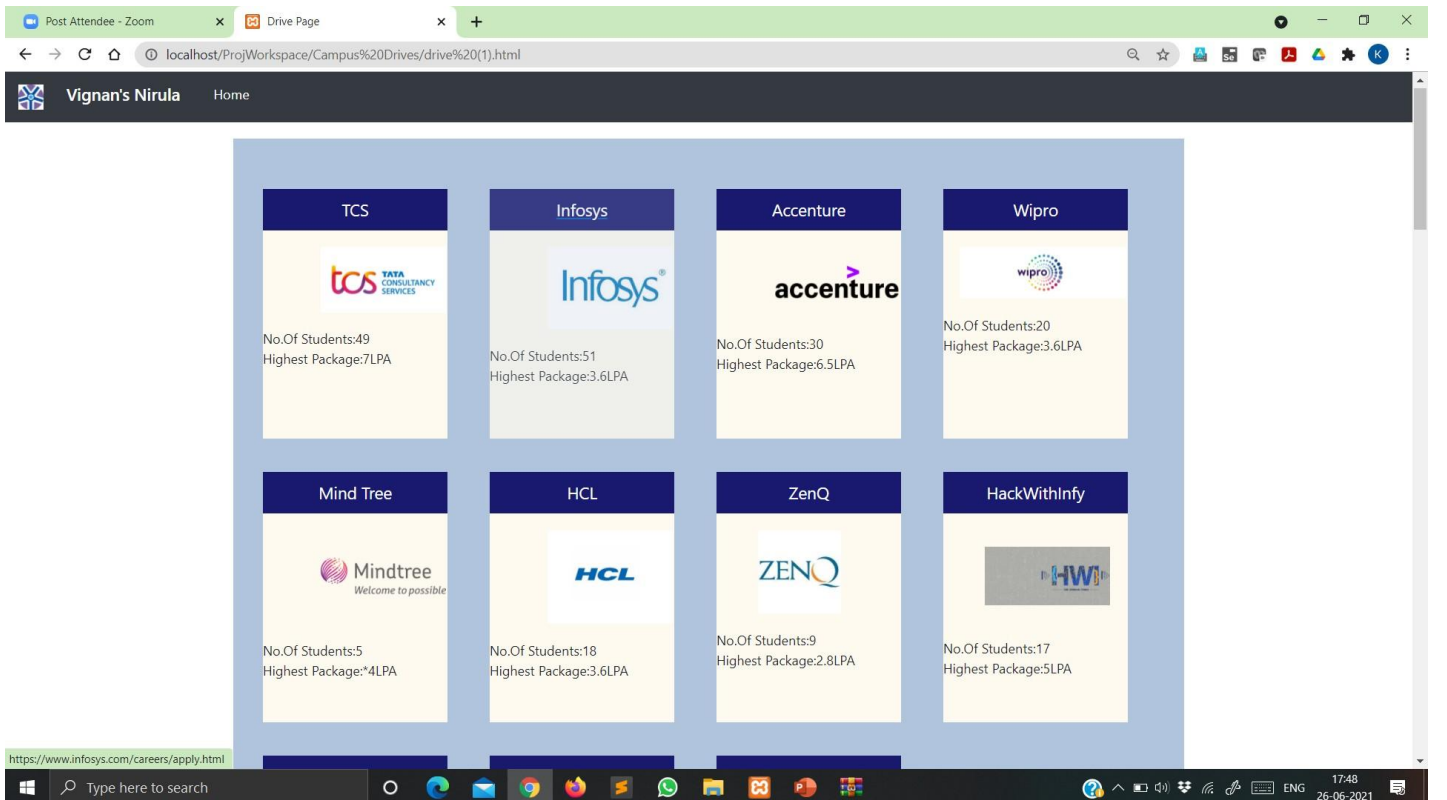 Post Attendee - Zoom
Drive Page
localhost/ProjWorkspace/Campus%20Drives/drive%20(1).html
K
Vignan's Nirula
Home
TCS
Infosys
Accenture
Wipro
tcs TATA CONSULTANCY SERVICES
Infosys®
accenture
wipro
No.Of Students:49
Highest Package:7LPA
No.Of Students:51
Highest Package:3.6LPA
No.Of Students:30
Highest Package:6.5LPA
No.Of Students:20
Highest Package:3.6LPA
Mind Tree
HCL
ZenQ
HackWithInfy
Mindtree
Welcome to possible
HCL
ZENQ
HWI
No.Of Students:5
Highest Package:*4LPA
No.Of Students:18
Highest Package:3.6LPA
No.Of Students:9
Highest Package:2.8LPA
No.Of Students:17
Highest Package:5LPA
https://www.infosys.com/careers/apply.html
Type here to search
ENG
17:48
26-06-2021